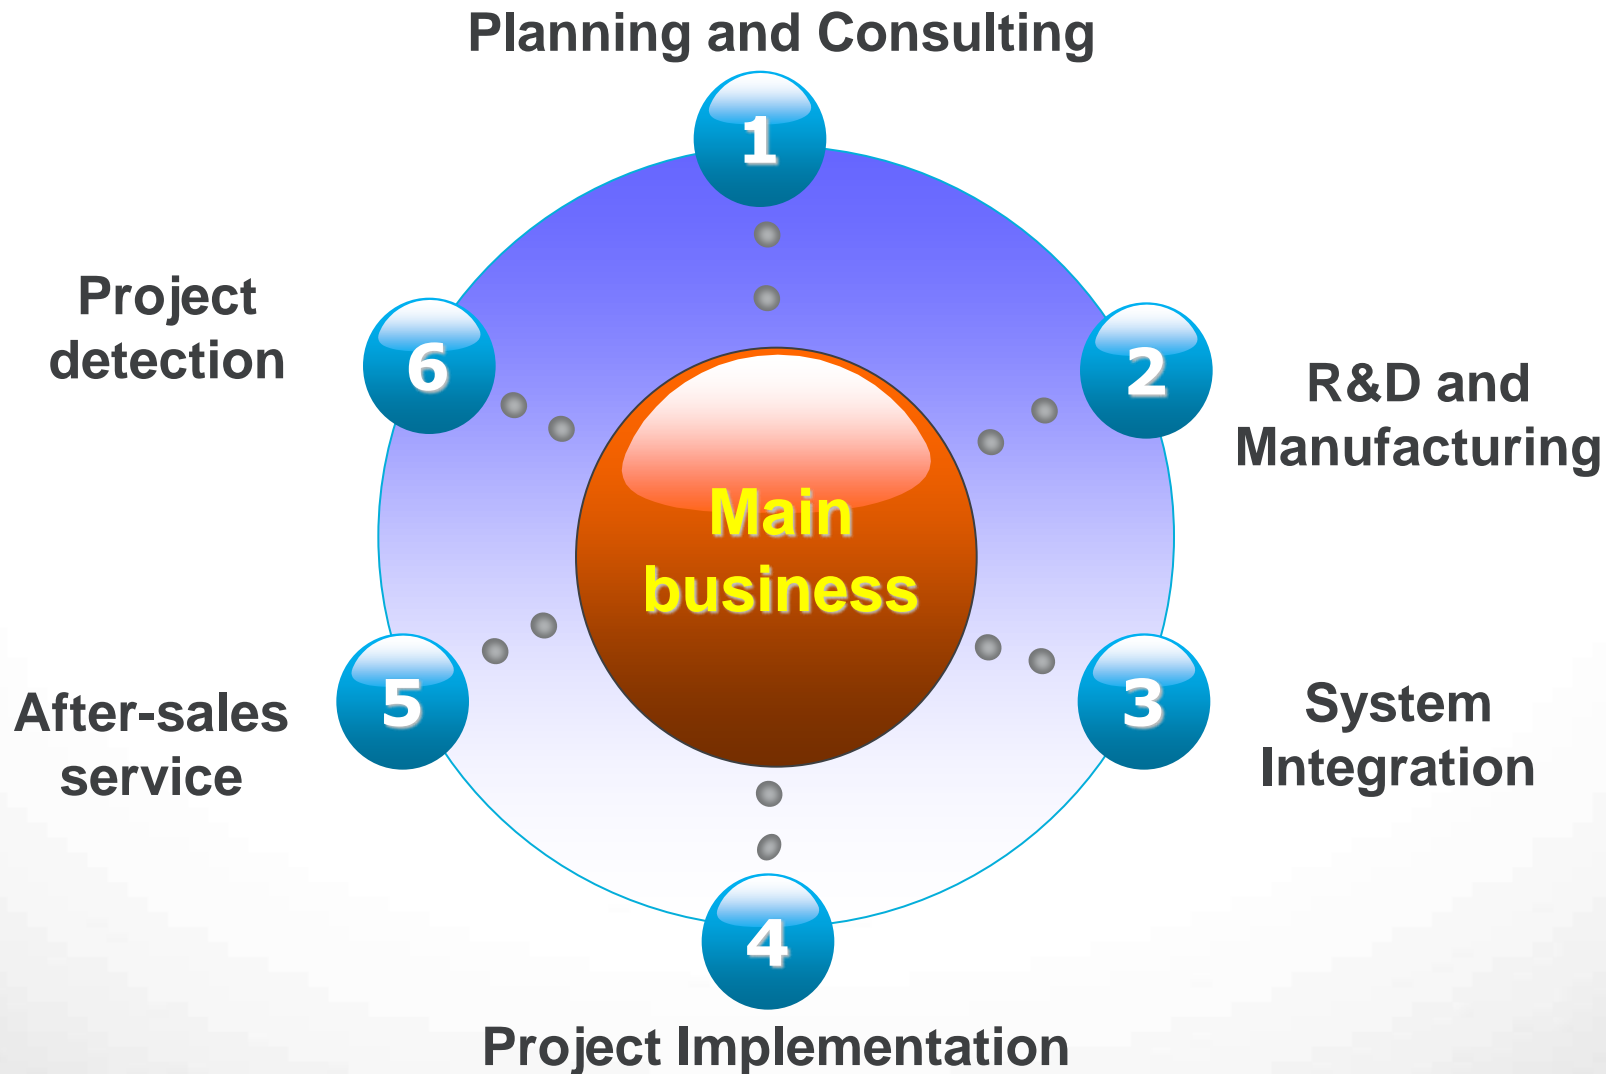 Planning and Consulting
1
2
R&D and
Manufacturing
3
System
Integration
4
Project Implementation
5
After-sales
service
6
Project
detection
Main
business